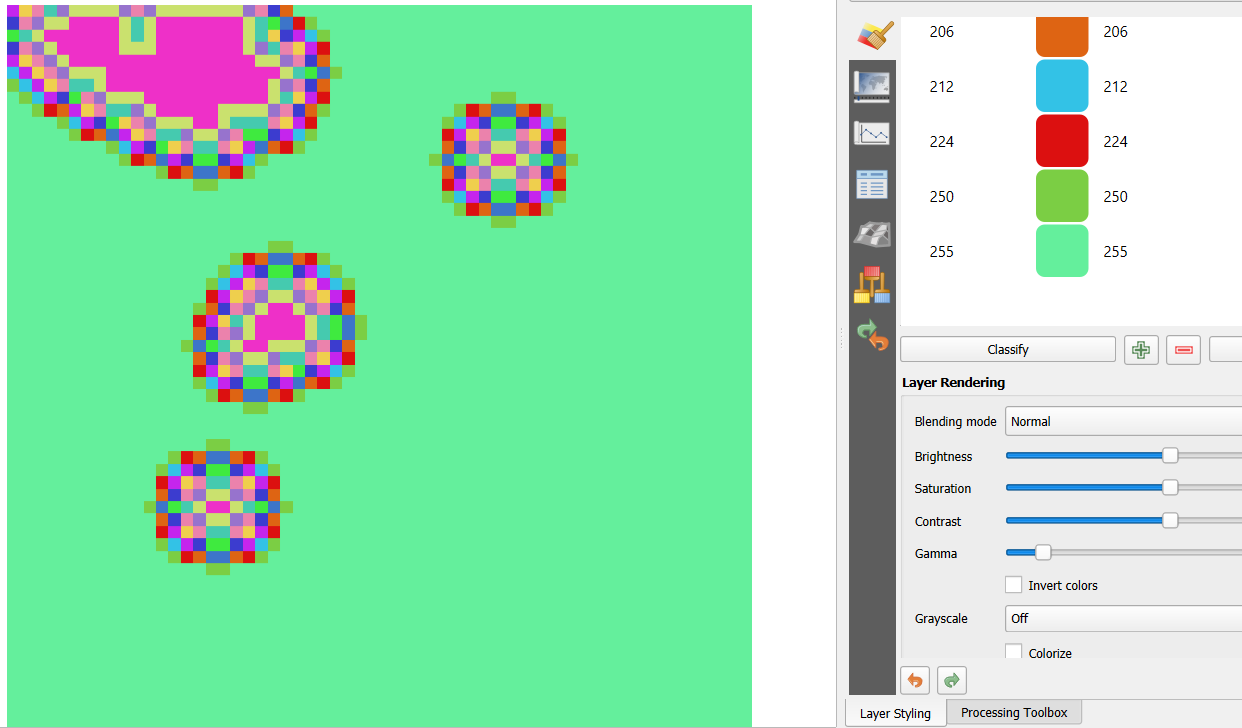 206 206
212 212
224 224
250 250
255 255
Classify
Layer Rendering
Blending mode Normal
Brightness
Saturation
Contrast
Gamma
Invert colors
Grayscale Off
Colorize
Layer Styling Processing Toolbox